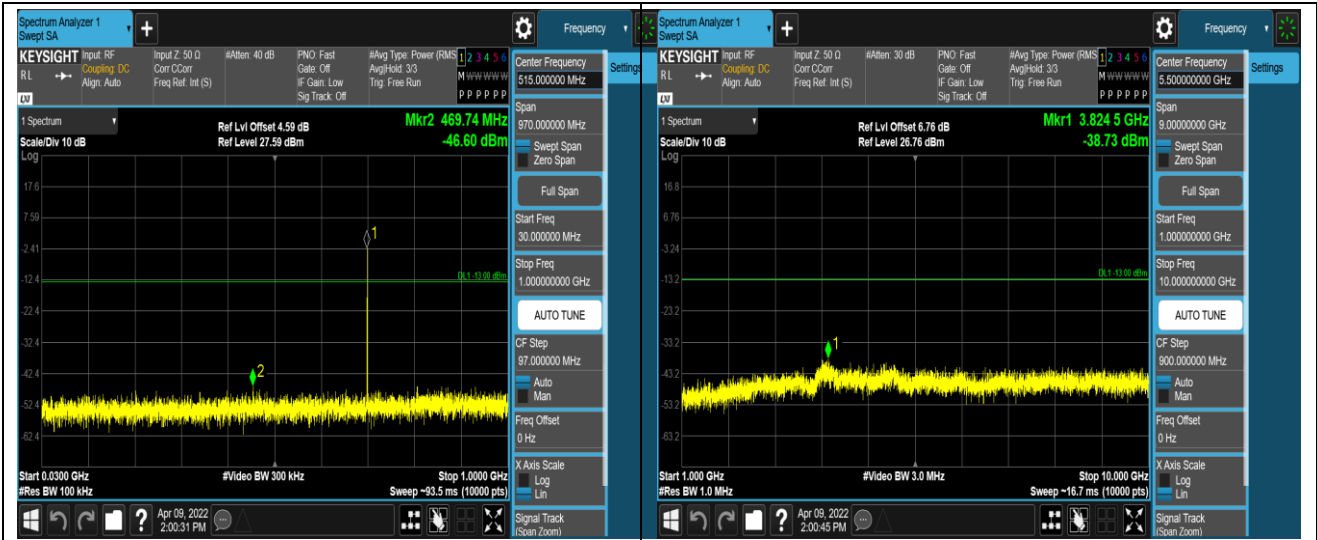 Spectrum Analyzer 1
Swept SA
+
Frequency
KEYSIGHT
RL
LXI
Input: RF
Coupling: DC
Align: Auto
Input Z: 50 Ω
Corr CCorr
Freq Ref: Int (S)
#Atten: 40 dB
PNO: Fast
Gate: Off
IF Gain: Low
Sig Track: Off
#Avg Type: Power (RMS
Avg|Hold: 3/3
Trig: Free Run
1 2 3 4 5 6
M W W W W W
P P P P P P
1 Spectrum
Scale/Div 10 dB
Log
Ref Lvl Offset 4.59 dB
Ref Level 27.59 dBm
Mkr2 469.74 MHz
-46.60 dBm
17.6
7.59
-2.41
-12.4
-22.4
-32.4
-42.4
-52.4
-62.4
1
2
DL1 -13.00 dBm
Start 0.0300 GHz
#Res BW 100 kHz
#Video BW 300 kHz
Stop 1.0000 GHz
Sweep ~93.5 ms (10000 pts)
?
Apr 09, 2022
2:00:31 PM
Center Frequency
515.000000 MHz
Settings
Span
970.000000 MHz
Swept Span
Zero Span
Full Span
Start Freq
30.000000 MHz
Stop Freq
1.000000000 GHz
AUTO TUNE
CF Step
97.000000 MHz
Auto
Man
Freq Offset
0 Hz
X Axis Scale
Log
Lin
Signal Track
(Span Zoom)
Spectrum Analyzer 1
Swept SA
+
Frequency
KEYSIGHT
RL
LXI
Input: RF
Coupling: DC
Align: Auto
Input Z: 50 Ω
Corr CCorr
Freq Ref: Int (S)
#Atten: 30 dB
PNO: Fast
Gate: Off
IF Gain: Low
Sig Track: Off
#Avg Type: Power (RMS
Avg|Hold: 3/3
Trig: Free Run
1 2 3 4 5 6
M W W W W W
P P P P P P
1 Spectrum
Scale/Div 10 dB
Log
Ref Lvl Offset 6.76 dB
Ref Level 26.76 dBm
Mkr1 3.824 5 GHz
-38.73 dBm
16.8
6.76
-3.24
-13.2
-23.2
-33.2
-43.2
-53.2
-63.2
1
DL1 -13.00 dBm
Start 1.000 GHz
#Res BW 1.0 MHz
#Video BW 3.0 MHz
Stop 10.000 GHz
Sweep ~16.7 ms (10000 pts)
?
Apr 09, 2022
2:00:45 PM
Center Frequency
5.500000000 GHz
Settings
Span
9.00000000 GHz
Swept Span
Zero Span
Full Span
Start Freq
1.000000000 GHz
Stop Freq
10.000000000 GHz
AUTO TUNE
CF Step
900.000000 MHz
Auto
Man
Freq Offset
0 Hz
X Axis Scale
Log
Lin
Signal Track
(Span Zoom)